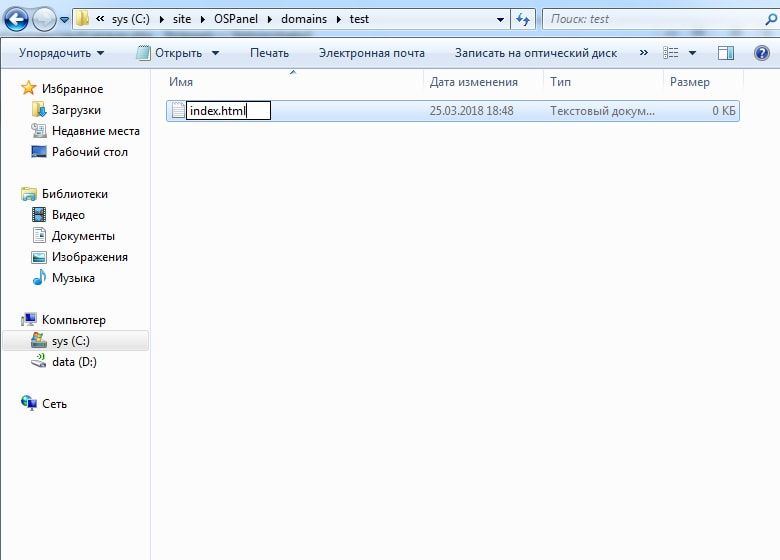 « sys (C:) ▸ site ▸ OSPanel ▸ domains ▸ test
Поиск: test
Упорядочить Открыть Печать Электронная почта Записать на оптический диск »
Имя Дата изменения Тип Размер
index.html 25.03.2018 18:48 Текстовый докум... 0 КБ
Избранное
Загрузки
Недавние места
Рабочий стол
Библиотеки
Видео
Документы
Изображения
Музыка
Компьютер
sys (C:)
data (D:)
Сеть